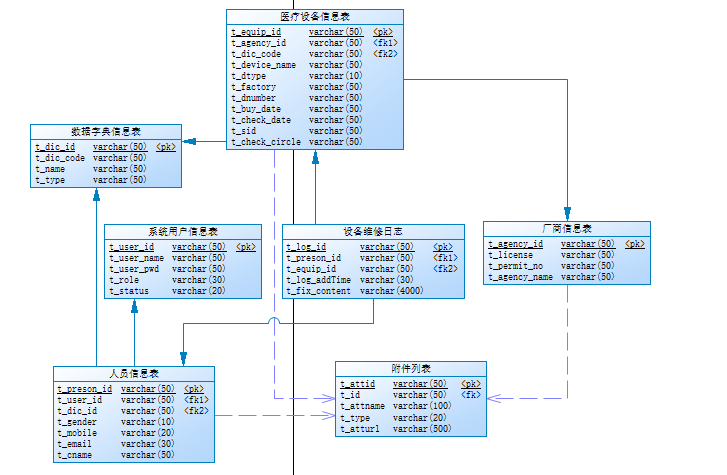 医疗设备信息表
t_equip_id varchar(50) <pk>
t_agency_id varchar(50) <fk1>
t_dic_code varchar(50) <fk2>
t_device_name varchar(50)
t_dtype varchar(10)
t_factory varchar(50)
t_dnumber varchar(50)
t_buy_date varchar(50)
t_check_date varchar(50)
t_sid varchar(50)
t_check_circle varchar(50)
数据字典信息表
t_dic_id varchar(50) <pk>
t_dic_code varchar(50)
t_name varchar(50)
t_type varchar(50)
系统用户信息表
t_user_id varchar(50) <pk>
t_user_name varchar(50)
t_user_pwd varchar(50)
t_role varchar(30)
t_status varchar(20)
设备维修日志
t_log_id varchar(50) <pk>
t_preson_id varchar(50) <fk1>
t_equip_id varchar(50) <fk2>
t_log_addTime varchar(30)
t_fix_content varchar(4000)
厂商信息表
t_agency_id varchar(50) <pk>
t_license varchar(50)
t_permit_no varchar(50)
t_agency_name varchar(50)
人员信息表
t_preson_id varchar(50) <pk>
t_user_id varchar(50) <fk1>
t_dic_id varchar(50) <fk2>
t_gender varchar(10)
t_mobile varchar(20)
t_email varchar(30)
t_cname varchar(50)
附件列表
t_attid varchar(50) <pk>
t_id varchar(50) <fk>
t_attname varchar(100)
t_type varchar(20)
t_atturl varchar(500)